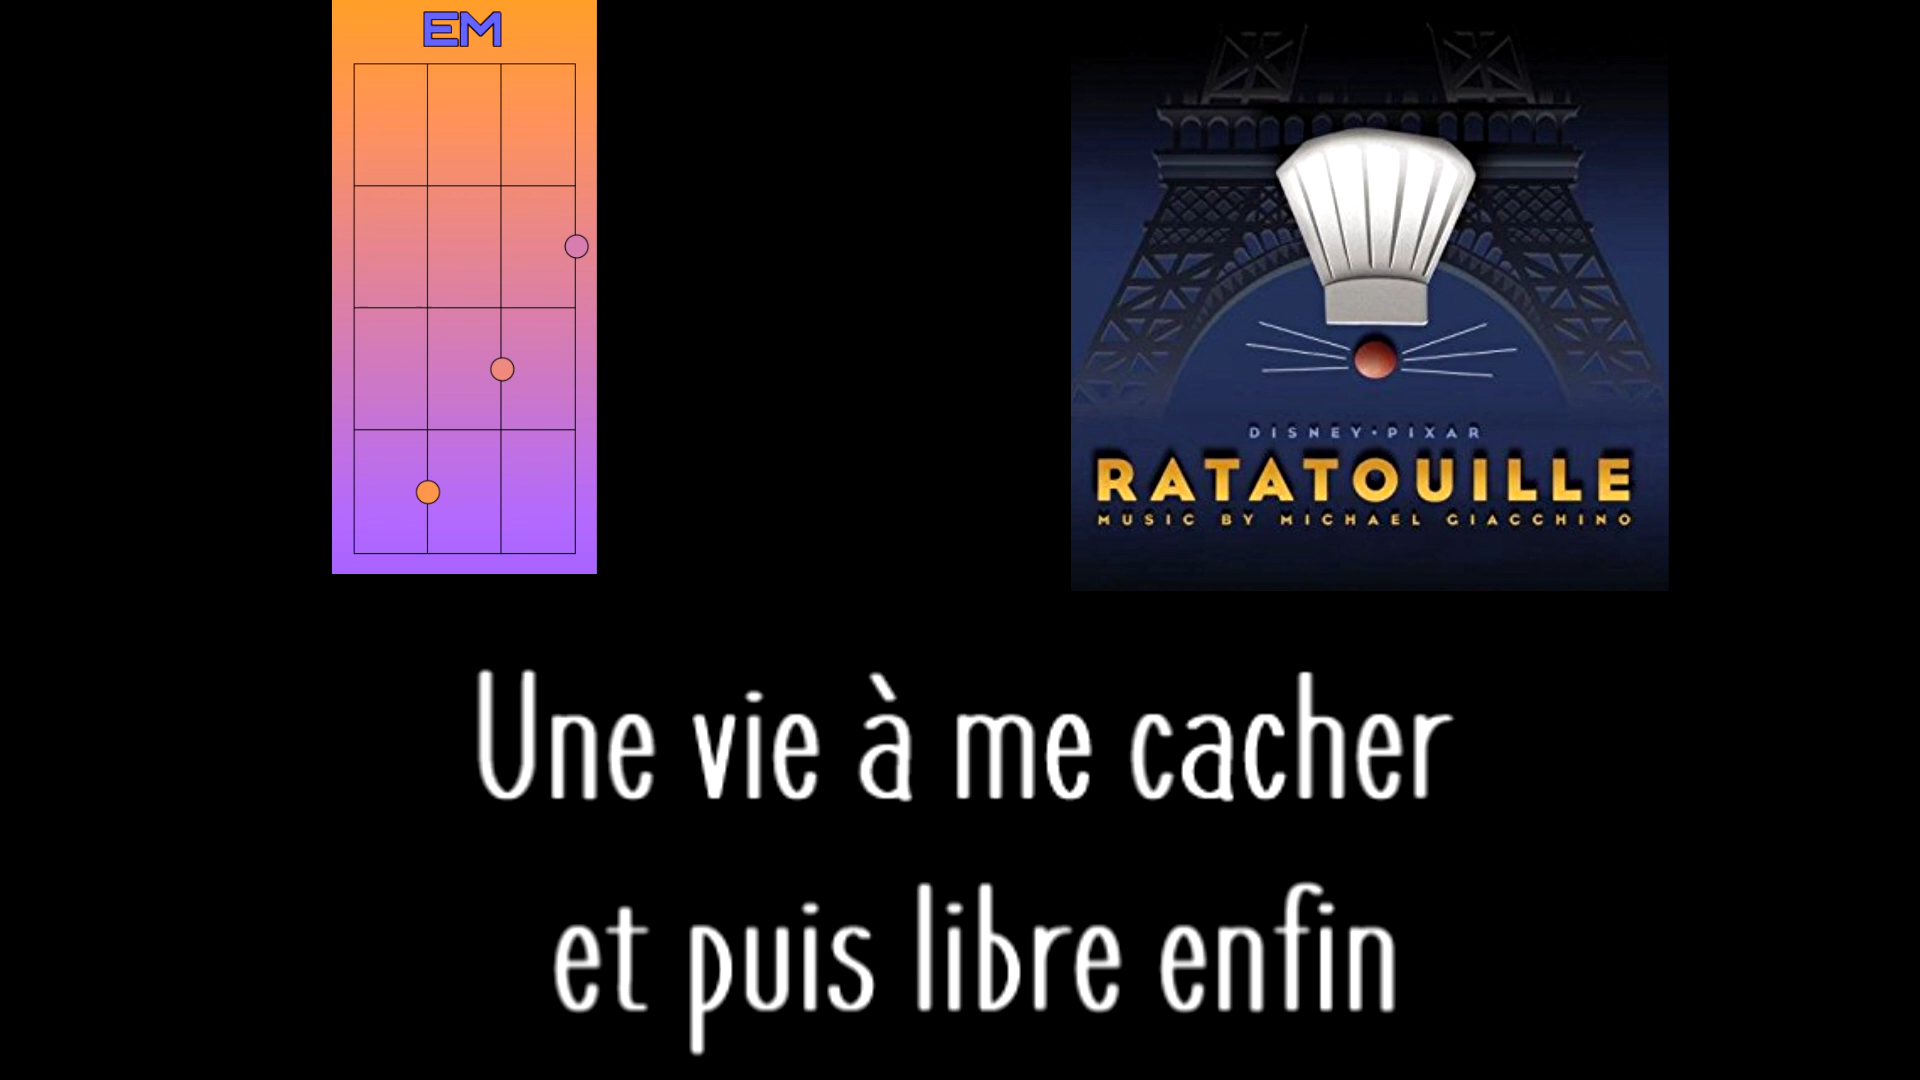 EM
DISNEY·PIXAR
RATATOUILLE
MUSIC BY MICHAEL GIACCHINO
Une vie à me cacher
et puis libre enfin